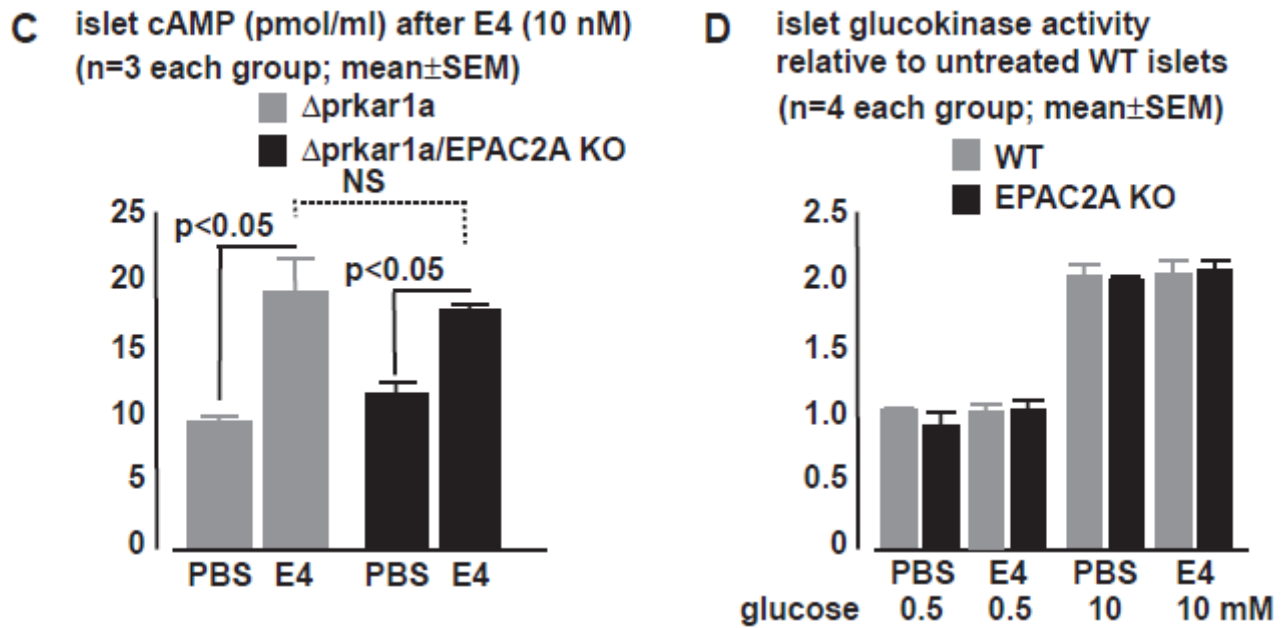 C islet cAMP (pmol/ml) after E4 (10 nM)
(n=3 each group; mean±SEM)
Δprkar1a
Δprkar1a/EPAC2A KO
NS
p<0.05
p<0.05
25
20
15
10
5
0
PBS E4 PBS E4
D islet glucokinase activity
relative to untreated WT islets
(n=4 each group; mean±SEM)
WT
EPAC2A KO
2.5
2.0
1.5
1.0
0.5
0
PBS E4 PBS E4
glucose 0.5 0.5 10 10 mM